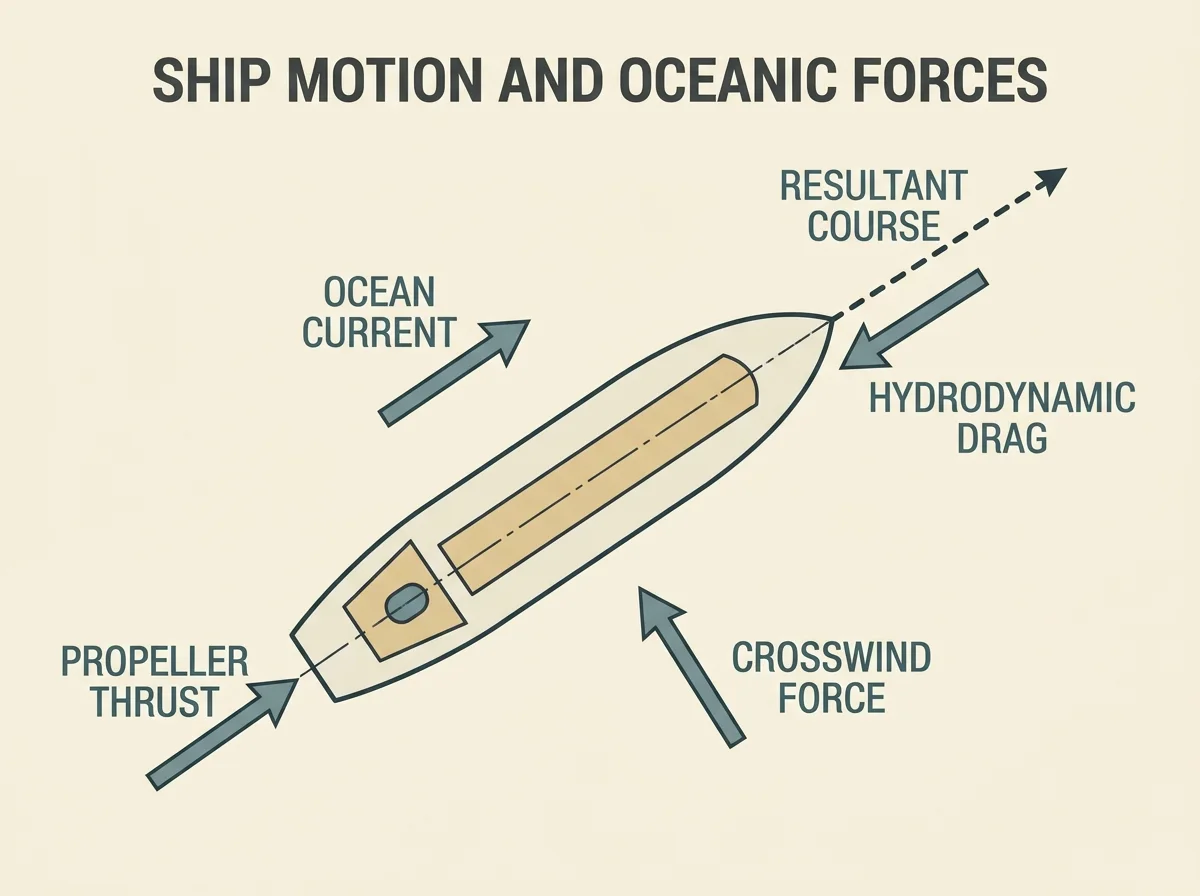 SHIP MOTION AND OCEANIC FORCES
RESULTANT
COURSE
OCEAN
CURRENT
HYDRODYNAMIC
DRAG
PROPELLER
THRUST
CROSSWIND
FORCE